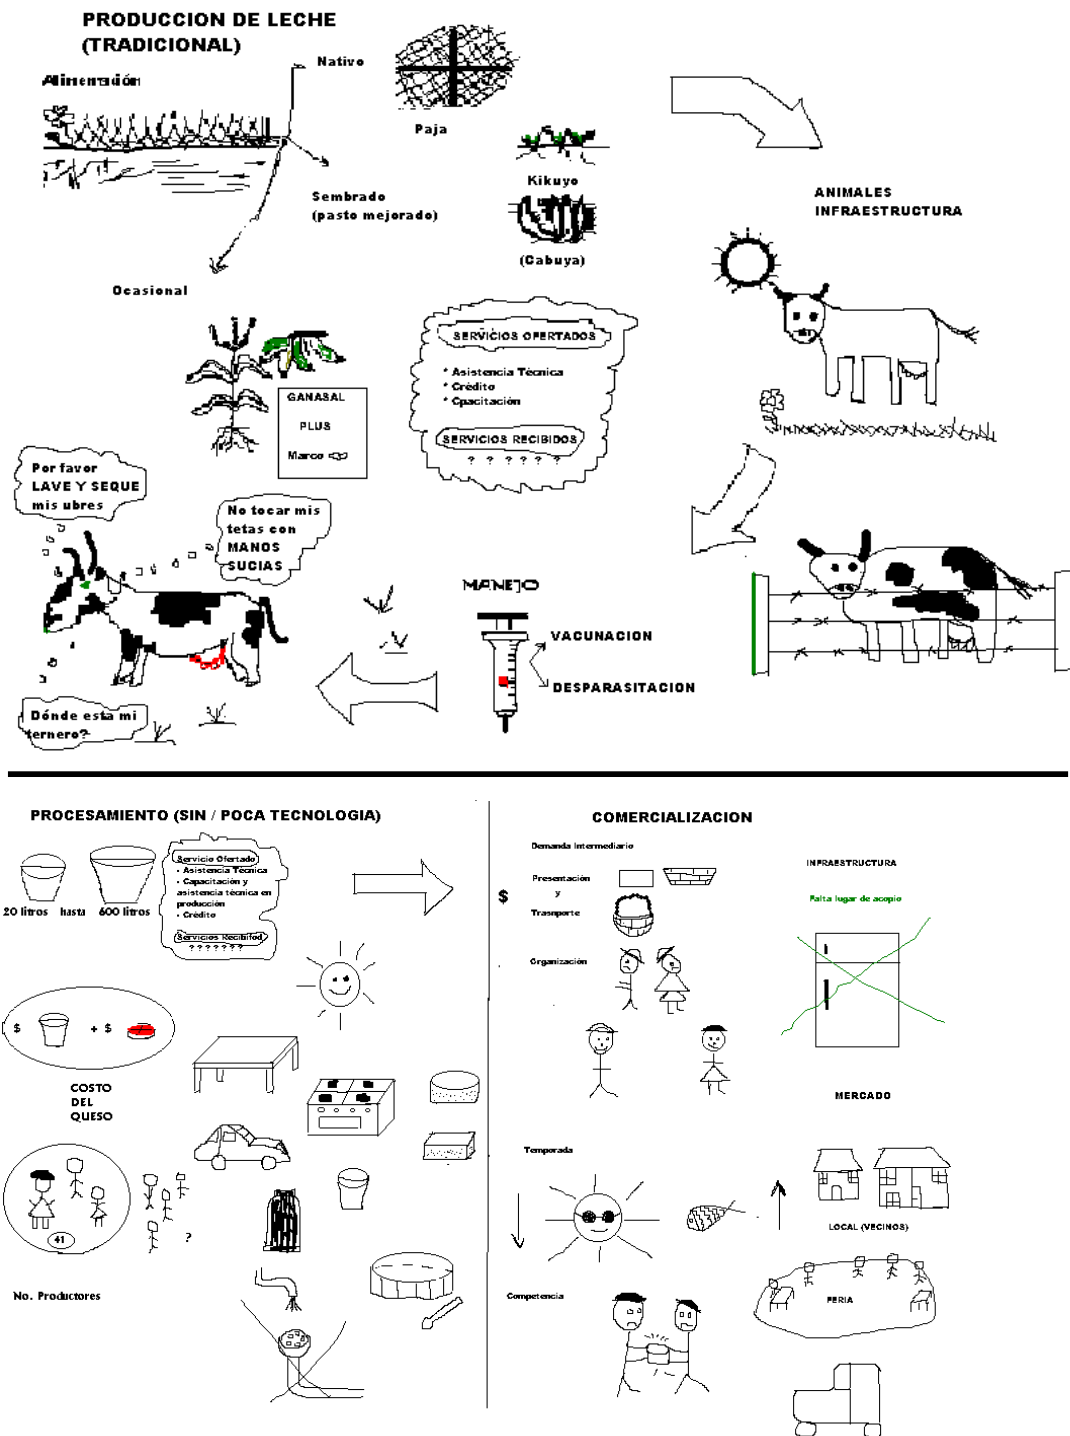 PRODUCCION DE LECHE
(TRADICIONAL)
Alimentación
Nativo
Paja
Kikuyo
Sembrado
(pasto mejorado)
(Cabuya)
Ocasional
ANIMALES
INFRAESTRUCTURA
SERVICIOS OFERTADOS
* Asistencia Técnica
* Crédito
* Cpacitación
SERVICIOS RECIBIDOS
? ? ? ? ? ?
GANASAL
PLUS
Marco
Por favor
LAVE Y SEQUE
mis ubres
No tocar mis
tetas con
MANOS
SUCIAS
Dónde esta mi
ternero?
MANEJO
VACUNACION
DESPARASITACION
PROCESAMIENTO (SIN / POCA TECNOLOGIA)
20 litros hasta 600 litros
Servicio Ofertado
- Asistencia Técnica
- Capacitación y
asistencia técnica en
producción
- Crédito
Servicios Recibifod
? ? ? ? ? ? ?
$ + $
COSTO
DEL
QUESO
41
?
No. Productores
COMERCIALIZACION
Demanda Intermediario
$
Presentación
y
Trasnporte
Organización
INFRAESTRUCTURA
Falta lugar de acopio
MERCADO
Temporada
LOCAL (VECINOS)
Competencia
FERIA